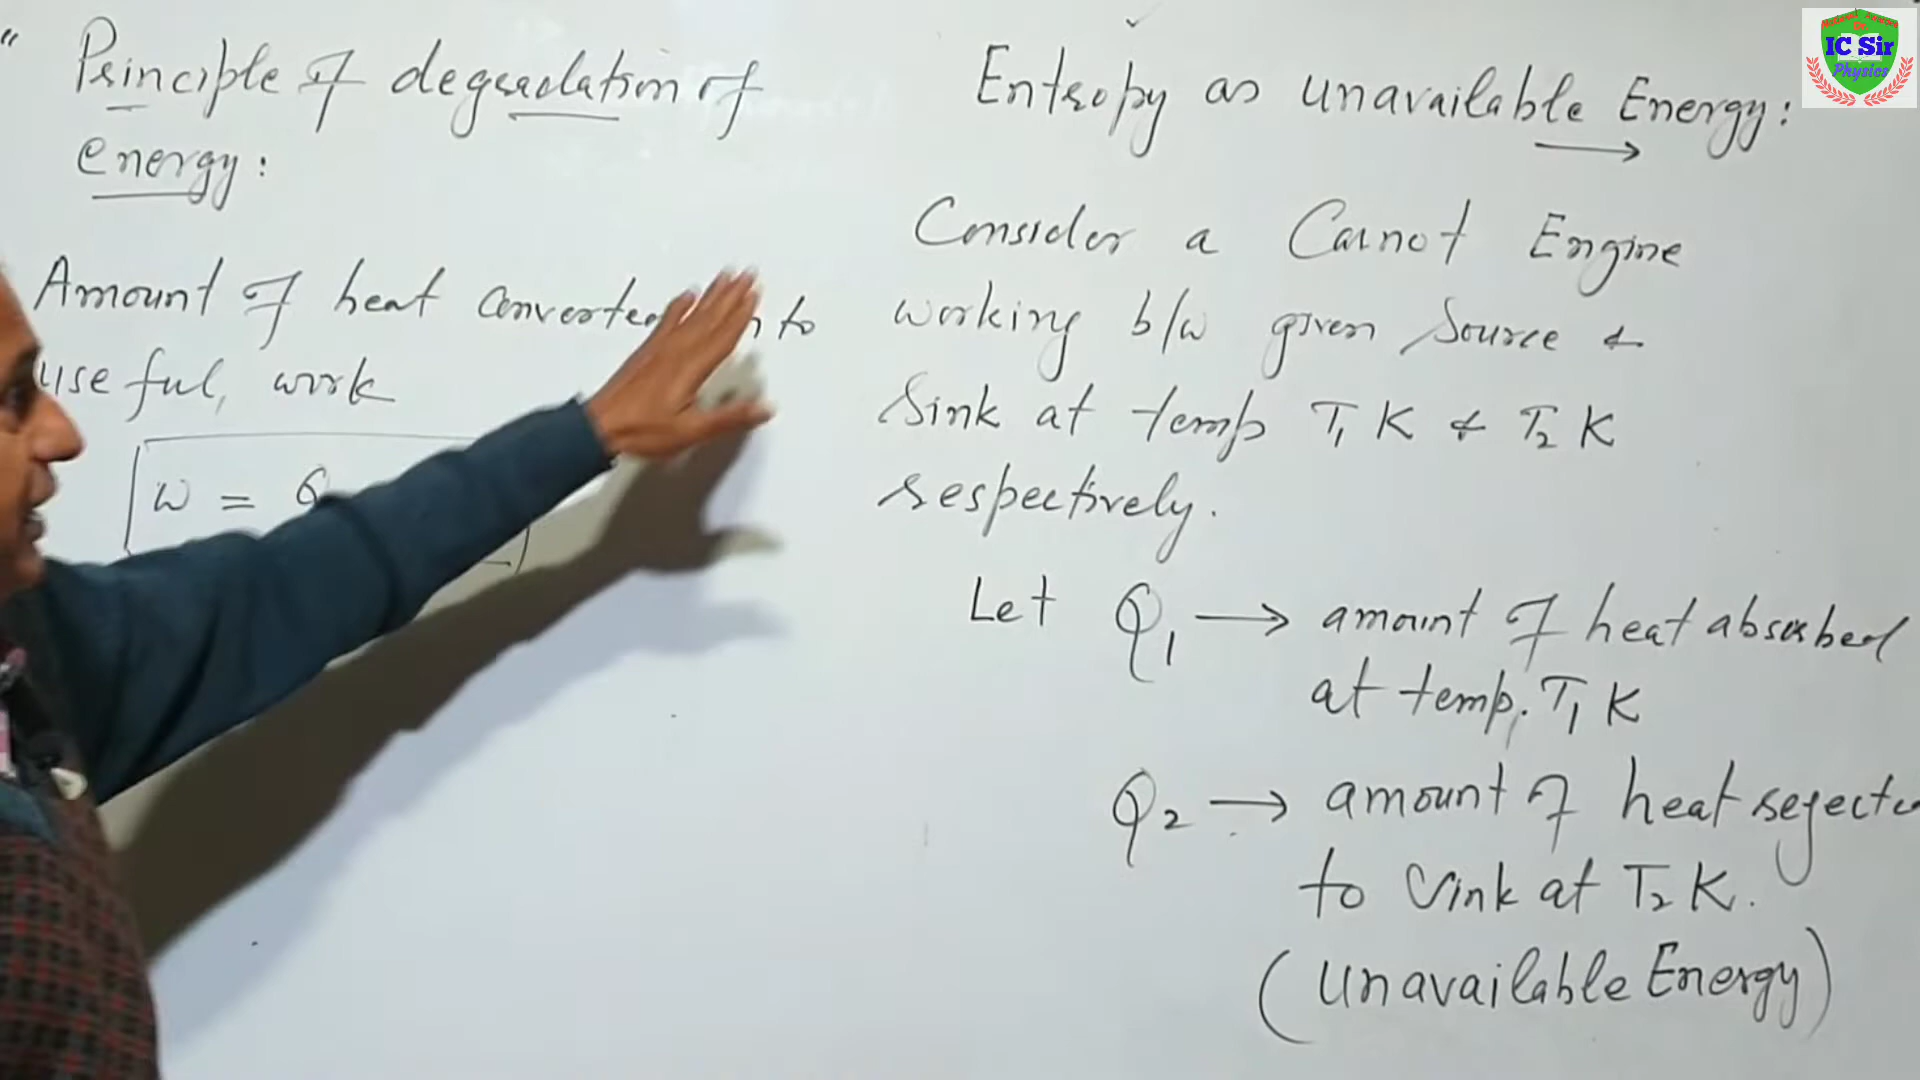 " Principle of degradation of
energy:
Amount of heat converted into
useful, work
W = Q
Entropy as unavailable Energy:
Consider a Carnot Engine
working b/w given Source &
Sink at temp T₁ K & T₂ K
respectively.
Let Q₁ → amount of heat absorbed
at temp. T₁ K
Q₂ → amount of heat rejecte
to Sink at T₂ K.
(Unavailable Energy)
IC Sir
Physics